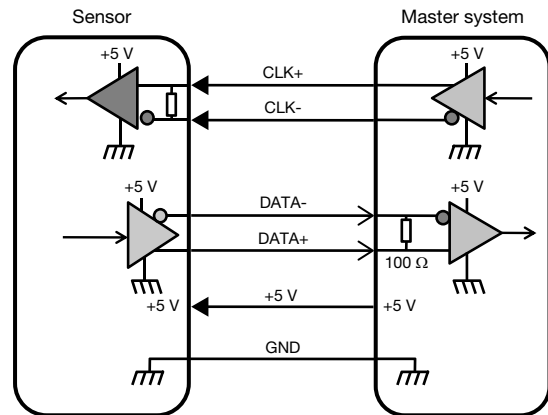 Sensor
Master system
+5 V
CLK+
+5 V
CLK-
+5 V
DATA-
+5 V
DATA+
100 Ω
+5 V
+5 V
+5 V
GND